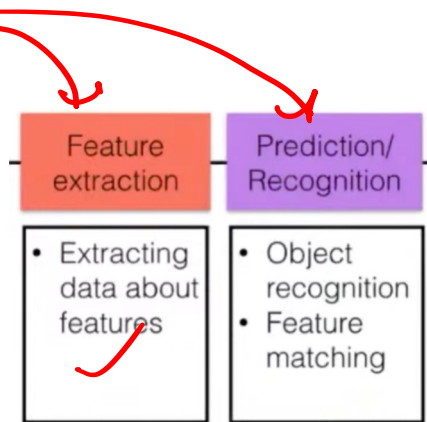 Feature
extraction
Prediction/
Recognition
• Extracting
data about
features
• Object
recognition
• Feature
matching